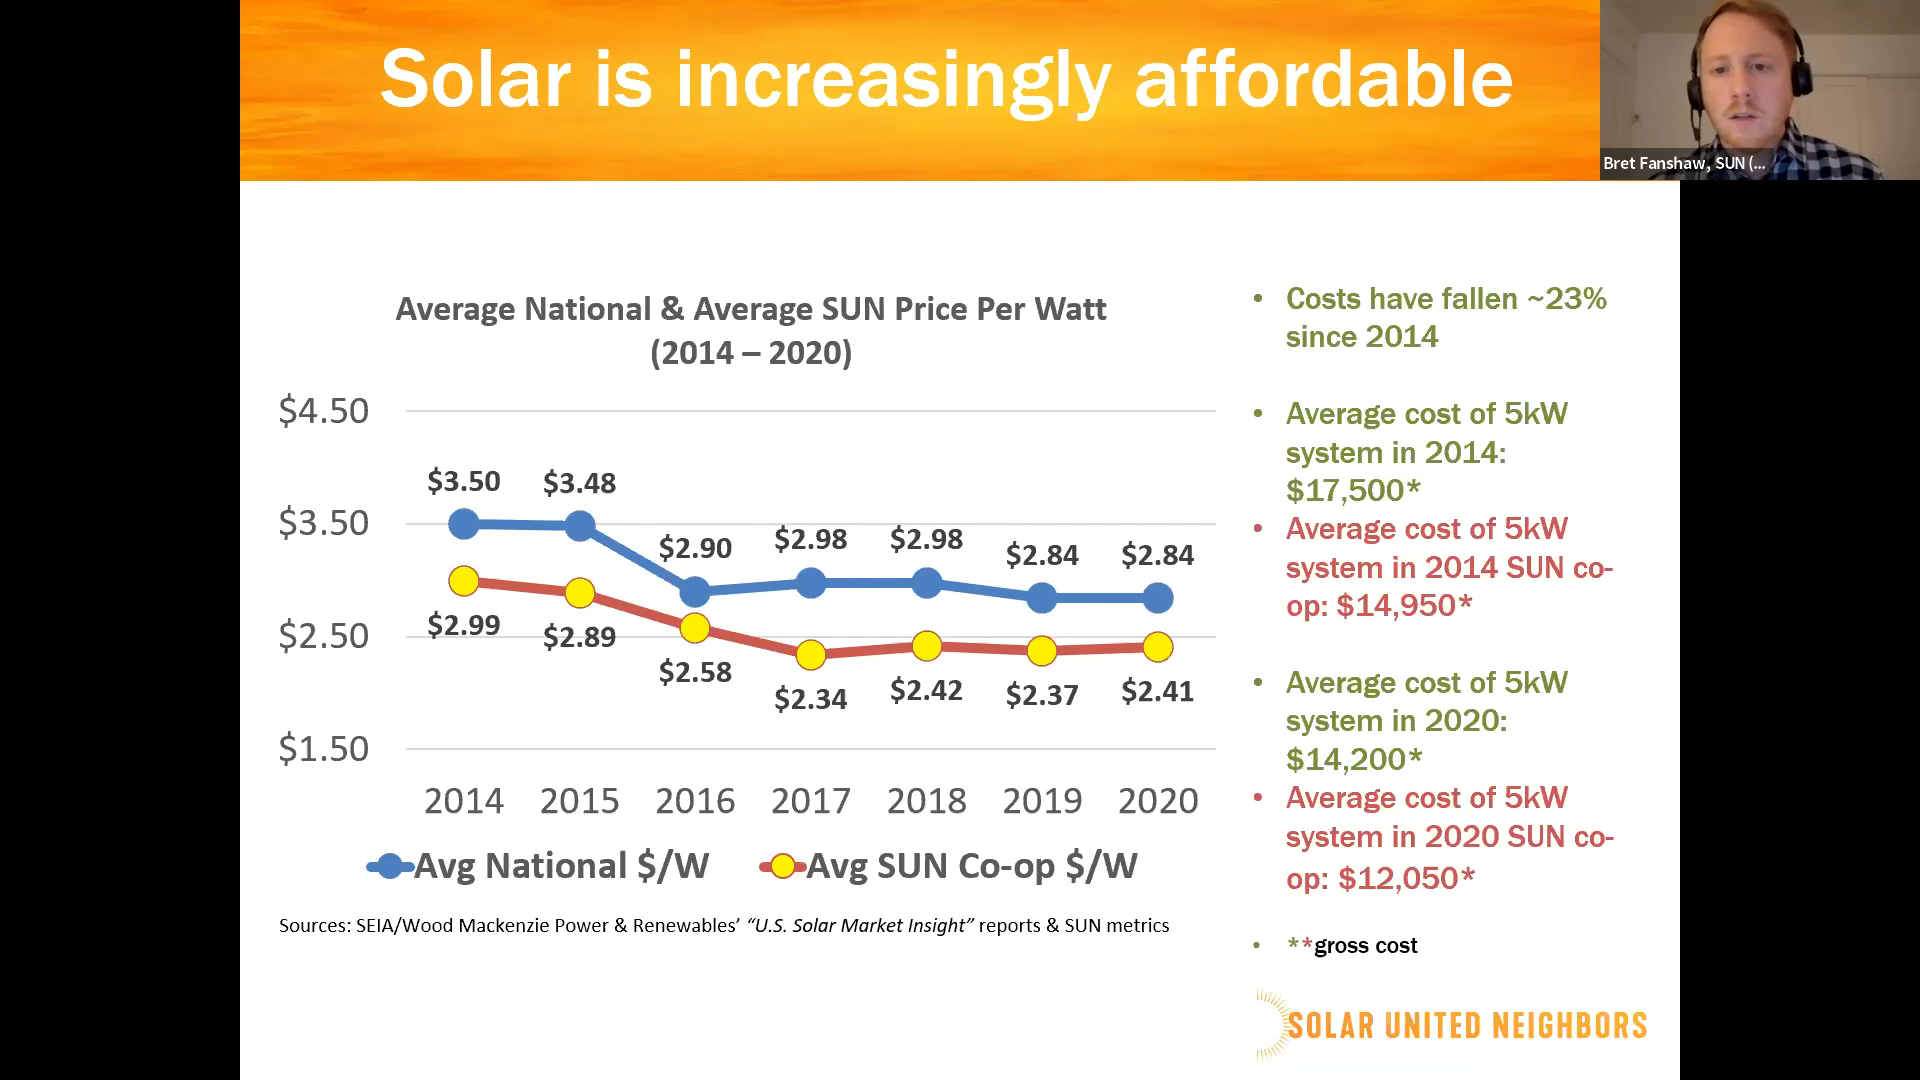 Solar is increasingly affordable
Bret Fanshaw, SUN (...
Average National & Average SUN Price Per Watt
(2014 – 2020)
$4.50
$3.50
$2.50
$1.50
$3.50
$3.48
$2.90
$2.98
$2.98
$2.84
$2.84
$2.99
$2.89
$2.58
$2.34
$2.42
$2.37
$2.41
2014 2015 2016 2017 2018 2019 2020
Avg National $/W Avg SUN Co-op $/W
Sources: SEIA/Wood Mackenzie Power & Renewables’ “U.S. Solar Market Insight” reports & SUN metrics
• Costs have fallen ~23%
since 2014
• Average cost of 5kW
system in 2014:
$17,500*
• Average cost of 5kW
system in 2014 SUN co-
op: $14,950*
• Average cost of 5kW
system in 2020:
$14,200*
• Average cost of 5kW
system in 2020 SUN co-
op: $12,050*
• **gross cost
SOLAR UNITED NEIGHBORS